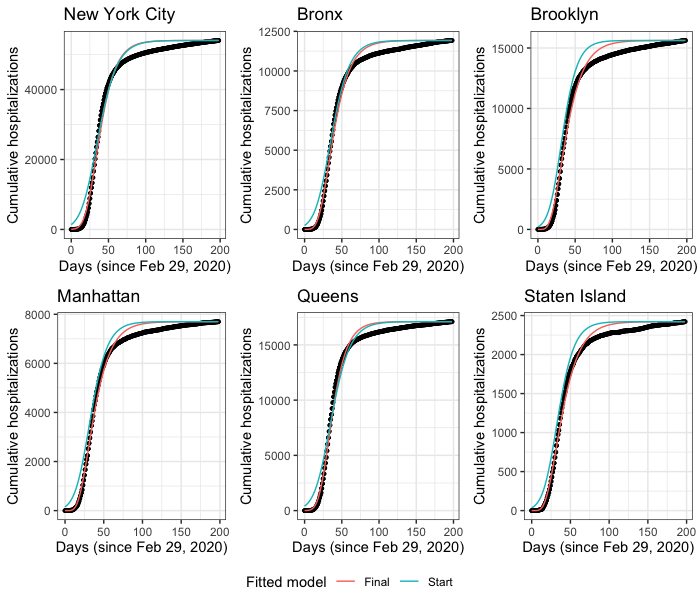 New York City
Cumulative hospitalizations
40000
20000
0
0 50 100 150 200
Days (since Feb 29, 2020)
Bronx
Cumulative hospitalizations
12500
10000
7500
5000
2500
0
0 50 100 150 200
Days (since Feb 29, 2020)
Brooklyn
Cumulative hospitalizations
15000
10000
5000
0
0 50 100 150 200
Days (since Feb 29, 2020)
Manhattan
Cumulative hospitalizations
8000
6000
4000
2000
0
0 50 100 150 200
Days (since Feb 29, 2020)
Queens
Cumulative hospitalizations
15000
10000
5000
0
0 50 100 150 200
Days (since Feb 29, 2020)
Staten Island
Cumulative hospitalizations
2500
2000
1500
1000
500
0
0 50 100 150 200
Days (since Feb 29, 2020)
Fitted model Final Start